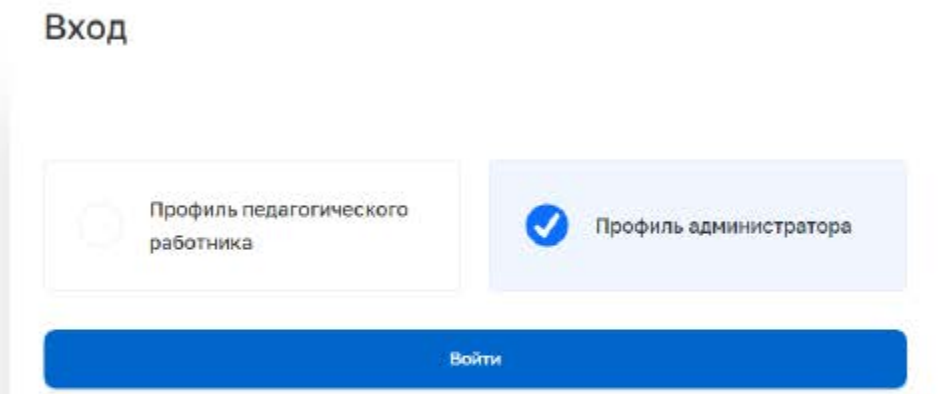 Вход
Профиль педагогического
работника
Профиль администратора
Войти